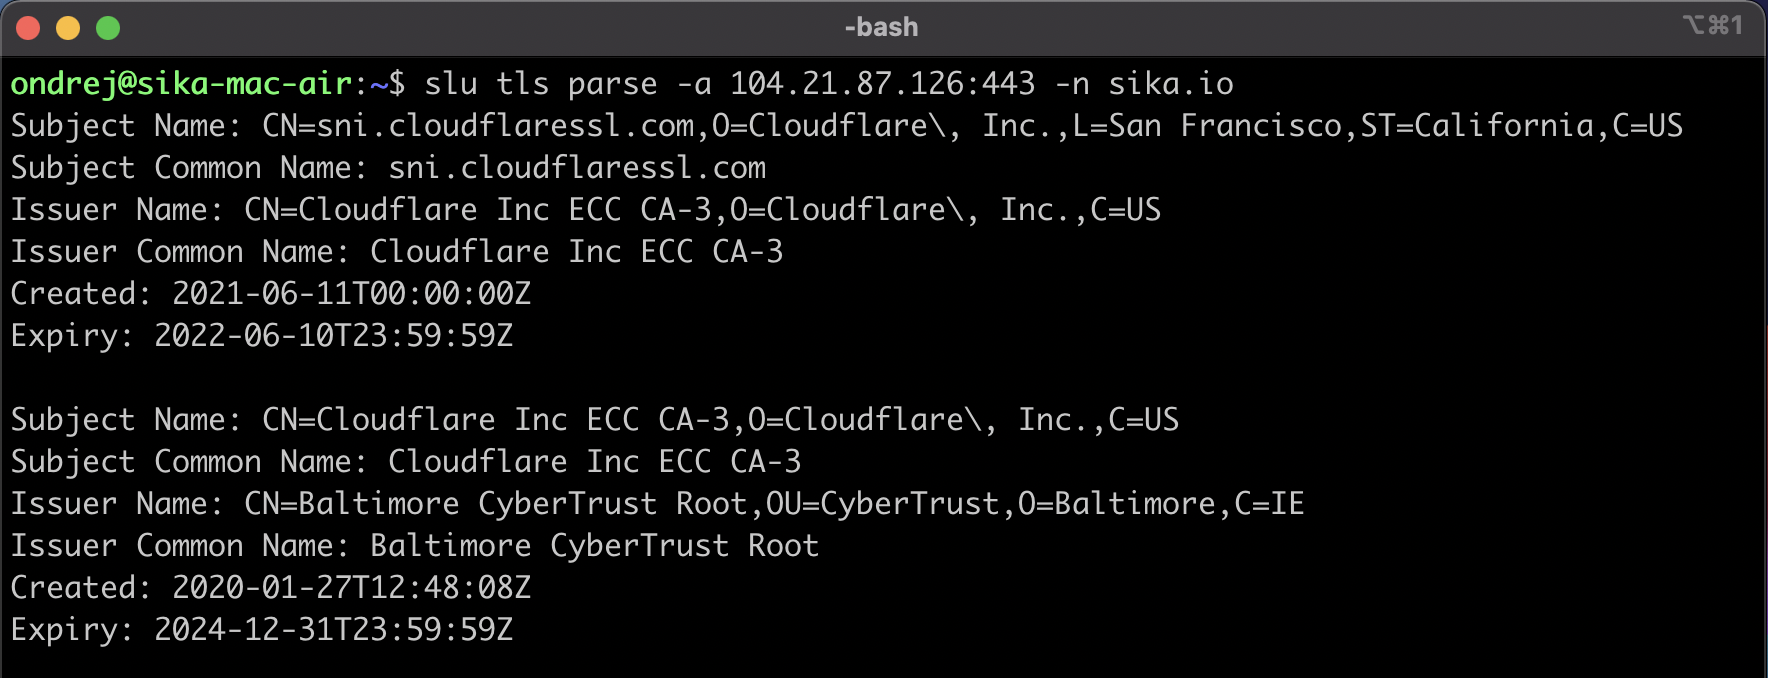 -bash
⌥⌘1
ondrej@sika-mac-air:~$ slu tls parse -a 104.21.87.126:443 -n sika.io
Subject Name: CN=sni.cloudflaressl.com,O=Cloudflare\, Inc.,L=San Francisco,ST=California,C=US
Subject Common Name: sni.cloudflaressl.com
Issuer Name: CN=Cloudflare Inc ECC CA-3,O=Cloudflare\, Inc.,C=US
Issuer Common Name: Cloudflare Inc ECC CA-3
Created: 2021-06-11T00:00:00Z
Expiry: 2022-06-10T23:59:59Z

Subject Name: CN=Cloudflare Inc ECC CA-3,O=Cloudflare\, Inc.,C=US
Subject Common Name: Cloudflare Inc ECC CA-3
Issuer Name: CN=Baltimore CyberTrust Root,OU=CyberTrust,O=Baltimore,C=IE
Issuer Common Name: Baltimore CyberTrust Root
Created: 2020-01-27T12:48:08Z
Expiry: 2024-12-31T23:59:59Z